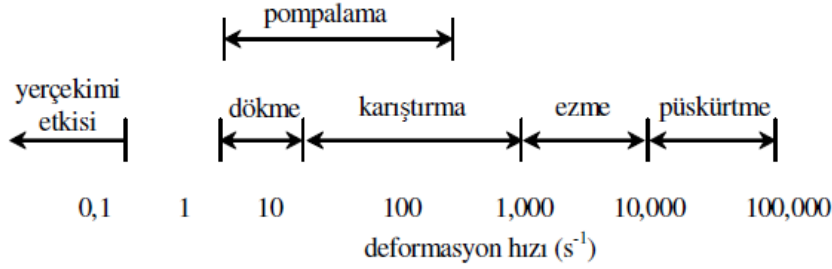 pompalama
yerçekimi
etkisi
dökme karıştırma ezme püskürtme
0,1 1 10 100 1,000 10,000 100,000
deformasyon hızı (s⁻¹)